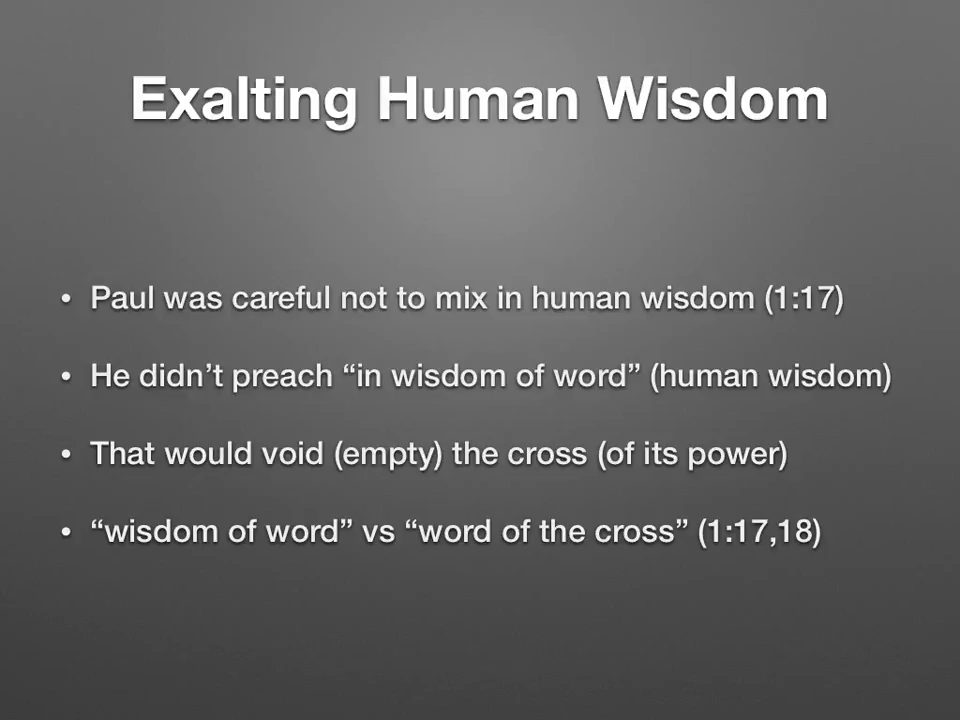 Exalting Human Wisdom
• Paul was careful not to mix in human wisdom (1:17)
• He didn’t preach “in wisdom of word” (human wisdom)
• That would void (empty) the cross (of its power)
• “wisdom of word” vs “word of the cross” (1:17,18)